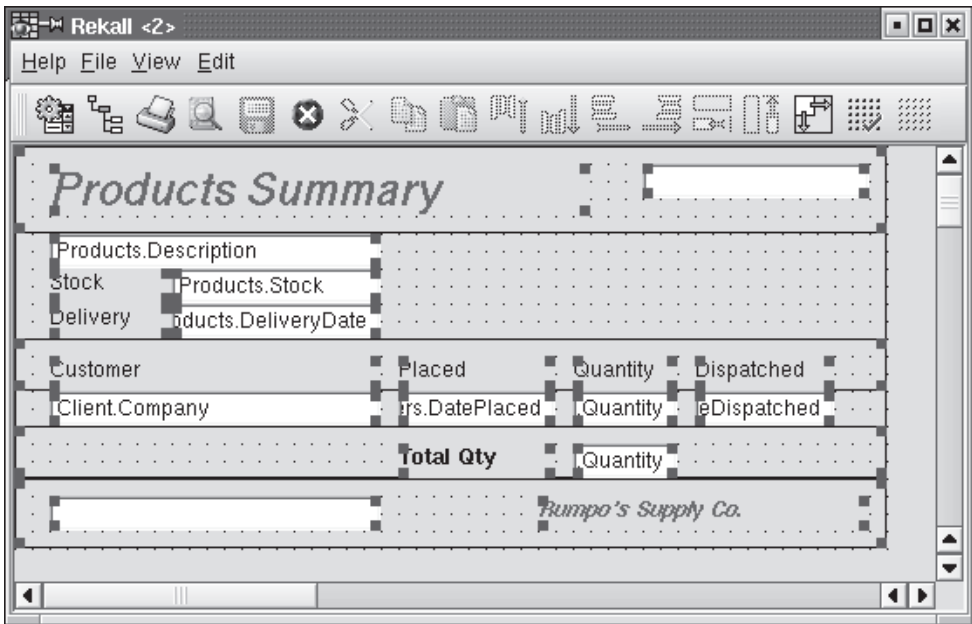 Rekall <2>
Help File View Edit
Products Summary
Products.Description
Stock Products.Stock
Delivery oducts.DeliveryDate
Customer Placed Quantity Dispatched
Client.Company ers.DatePlaced .Quantity eDispatched
Total Qty .Quantity
Rumpo's Supply Co.